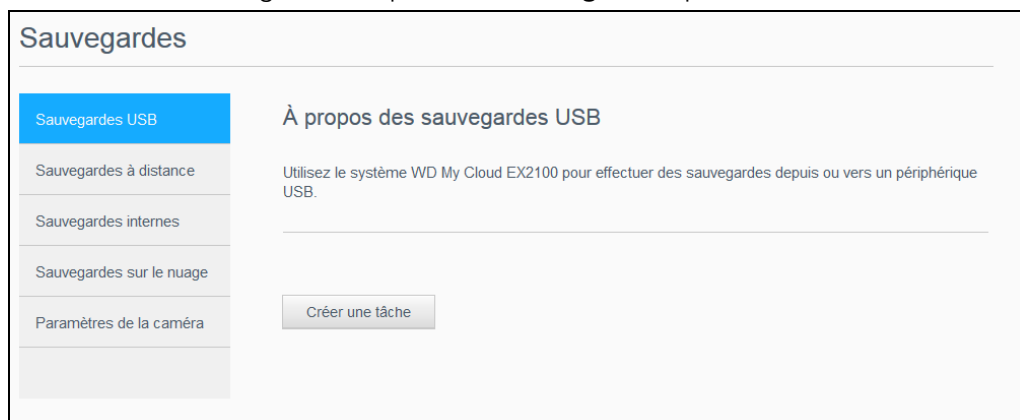 Sauvegardes
Sauvegardes USB
Sauvegardes à distance
Sauvegardes internes
Sauvegardes sur le nuage
Paramètres de la caméra
À propos des sauvegardes USB
Utilisez le système WD My Cloud EX2100 pour effectuer des sauvegardes depuis ou vers un périphérique
USB.
Créer une tâche